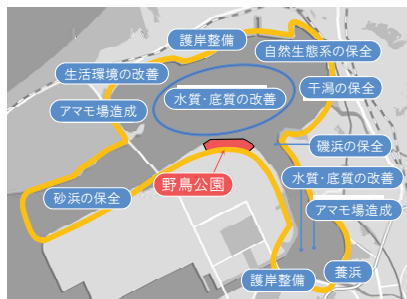 護岸整備
自然生態系の保全
生活環境の改善
干潟の保全
水質・底質の改善
アマモ場造成
磯浜の保全
水質・底質の改善
野鳥公園
砂浜の保全
アマモ場造成
護岸整備
養浜